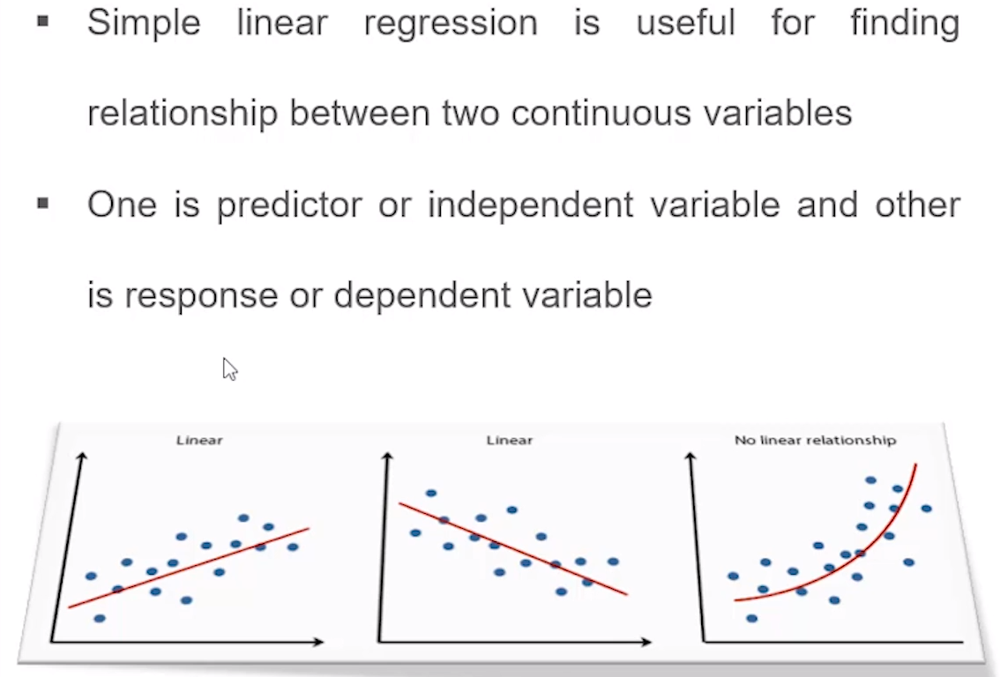 ▪ Simple linear regression is useful for finding
relationship between two continuous variables
▪ One is predictor or independent variable and other
is response or dependent variable
Linear
Linear
No linear relationship